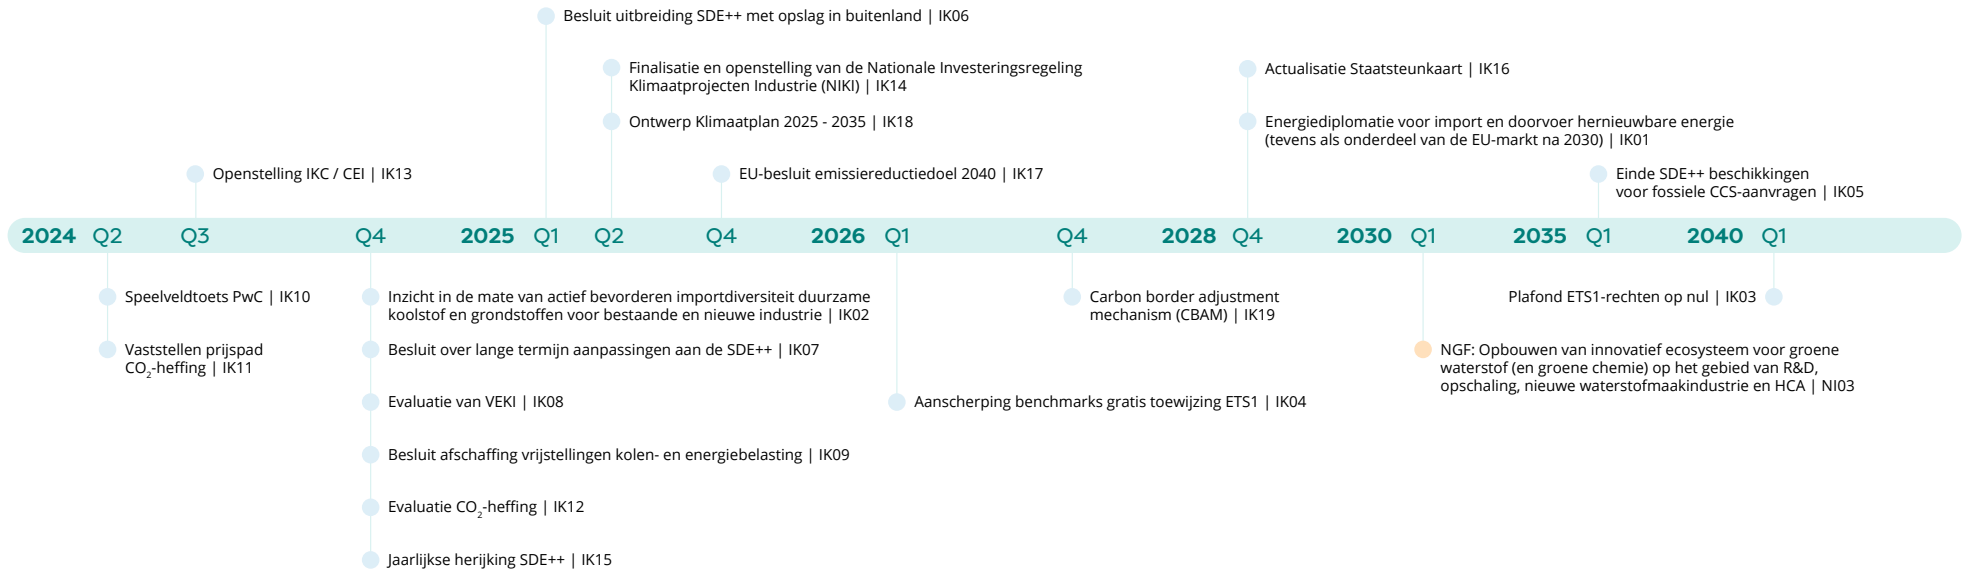 Besluit uitbreiding SDE++ met opslag in buitenland | IK06
Finalisatie en openstelling van de Nationale Investeringsregeling
Klimaatprojecten Industrie (NIKI) | IK14
Actualisatie Staatsteunkaart | IK16
Ontwerp Klimaatplan 2025 - 2035 | IK18
Energiediplomatie voor import en doorvoer hernieuwbare energie
(tevens als onderdeel van de EU-markt na 2030) | IK01
Openstelling IKC / CEI | IK13
EU-besluit emissiereductiedoel 2040 | IK17
Einde SDE++ beschikkingen
voor fossiele CCS-aanvragen | IK05
2024 Q2 Q3 Q4 2025 Q1 Q2 Q4 2026 Q1 Q4 2028 Q4 2030 Q1 2035 Q1 2040 Q1
Speelveldtoets PwC | IK10
Vaststellen prijspad
CO₂-heffing | IK11
Inzicht in de mate van actief bevorderen importdiversiteit duurzame
koolstof en grondstoffen voor bestaande en nieuwe industrie | IK02
Besluit over lange termijn aanpassingen aan de SDE++ | IK07
Evaluatie van VEKI | IK08
Besluit afschaffing vrijstellingen kolen- en energiebelasting | IK09
Evaluatie CO₂-heffing | IK12
Jaarlijkse herijking SDE++ | IK15
Aanscherping benchmarks gratis toewijzing ETS1 | IK04
Carbon border adjustment
mechanism (CBAM) | IK19
Plafond ETS1-rechten op nul | IK03
NGF: Opbouwen van innovatief ecosysteem voor groene
waterstof (en groene chemie) op het gebied van R&D,
opschaling, nieuwe waterstofmaakindustrie en HCA | NI03